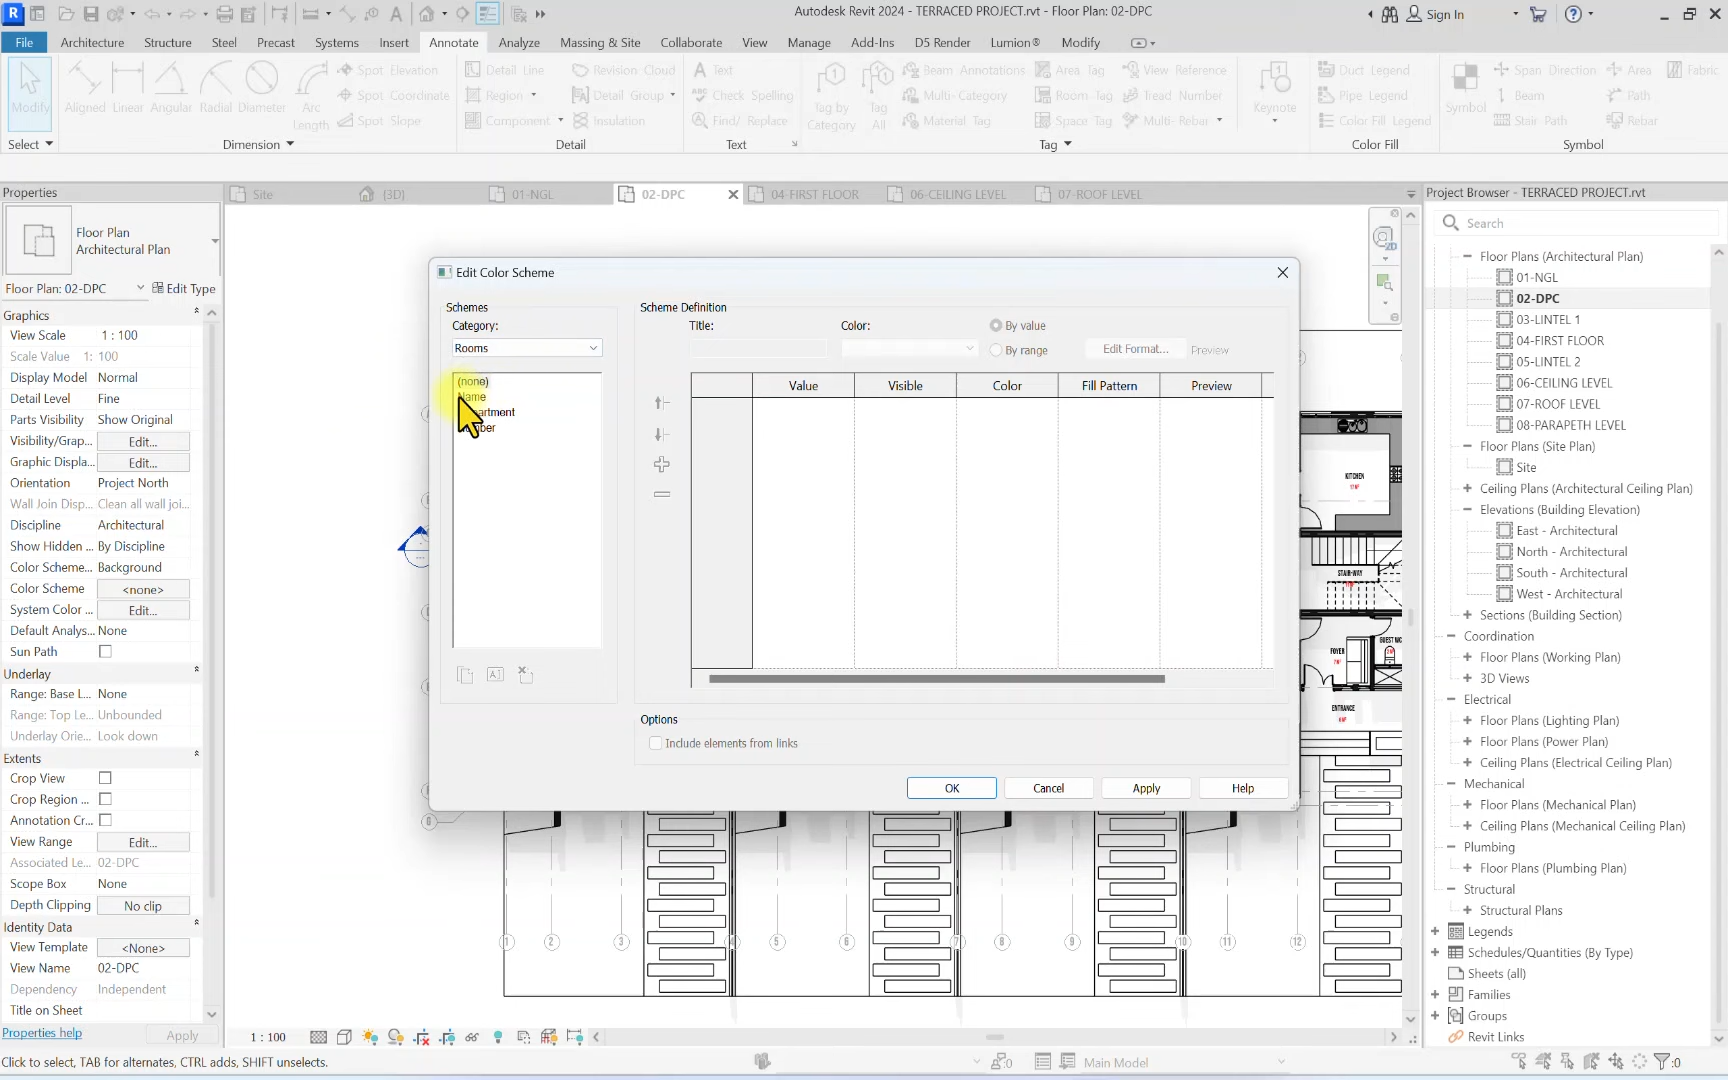 Autodesk Revit 2024 - TERRACED PROJECT.rvt - Floor Plan: 02-DPC
Sign In
File Architecture Structure Steel Precast Systems Insert Annotate Analyze Massing & Site Collaborate View Manage Add-Ins D5 Render Lumion® Modify
Modify
Aligned Linear Angular Radial Diameter Arc Length
Spot Elevation
Spot Coordinate
Spot Slope
Detail Line
Region
Component
Revision Cloud
Detail Group
Insulation
Text
Check Spelling
Find/ Replace
Tag by Category
Tag All
Beam Annotations
Multi- Category
Material Tag
Area Tag
Room Tag
Space Tag
View Reference
Tread Number
Multi- Rebar
Keynote
Duct Legend
Pipe Legend
Color Fill Legend
Symbol
Span Direction
Beam
Stair Path
Area
Path
Rebar
Fabric
Select Dimension Detail Text Tag Color Fill Symbol
Properties
Site {3D} 01-NGL 02-DPC 04-FIRST FLOOR 06-CEILING LEVEL 07-ROOF LEVEL
Project Browser - TERRACED PROJECT.rvt
Search
Floor Plan
Architectural Plan
Floor Plan: 02-DPC Edit Type
Graphics
View Scale 1 : 100
Scale Value 1: 100
Display Model Normal
Detail Level Fine
Parts Visibility Show Original
Visibility/Grap... Edit...
Graphic Displa... Edit...
Orientation Project North
Wall Join Disp... Clean all wall joi...
Discipline Architectural
Show Hidden ... By Discipline
Color Scheme... Background
Color Scheme <none>
System Color ... Edit...
Default Analys... None
Sun Path
Underlay
Range: Base L... None
Range: Top Le... Unbounded
Underlay Orie... Look down
Extents
Crop View
Crop Region ...
Annotation Cr...
View Range Edit...
Associated Le... 02-DPC
Scope Box None
Depth Clipping No clip
Identity Data
View Template <None>
View Name 02-DPC
Dependency Independent
Title on Sheet
Properties help Apply
Edit Color Scheme
Schemes
Category:
Rooms
(none)
Name
Scheme Definition
Title: Color:
By value
By range
Edit Format...
Preview
Value Visible Color Fill Pattern Preview
Options
Include elements from links
OK Cancel Apply Help
KITCHEN
STAIR-WAY
FOYER
GUEST WC
ENTRANCE
1 2 3 4 5 6 7 8 9 10 11 12
Floor Plans (Architectural Plan)
01-NGL
02-DPC
03-LINTEL 1
04-FIRST FLOOR
05-LINTEL 2
06-CEILING LEVEL
07-ROOF LEVEL
08-PARAPETH LEVEL
Floor Plans (Site Plan)
Site
Ceiling Plans (Architectural Ceiling Plan)
Elevations (Building Elevation)
East - Architectural
North - Architectural
South - Architectural
West - Architectural
Sections (Building Section)
Coordination
Floor Plans (Working Plan)
3D Views
Electrical
Floor Plans (Lighting Plan)
Floor Plans (Power Plan)
Ceiling Plans (Electrical Ceiling Plan)
Mechanical
Floor Plans (Mechanical Plan)
Ceiling Plans (Mechanical Ceiling Plan)
Plumbing
Floor Plans (Plumbing Plan)
Structural
Structural Plans
Legends
Schedules/Quantities (By Type)
Sheets (all)
Families
Groups
Revit Links
1 : 100
Click to select, TAB for alternates, CTRL adds, SHIFT unselects.
:0
Main Model
:0